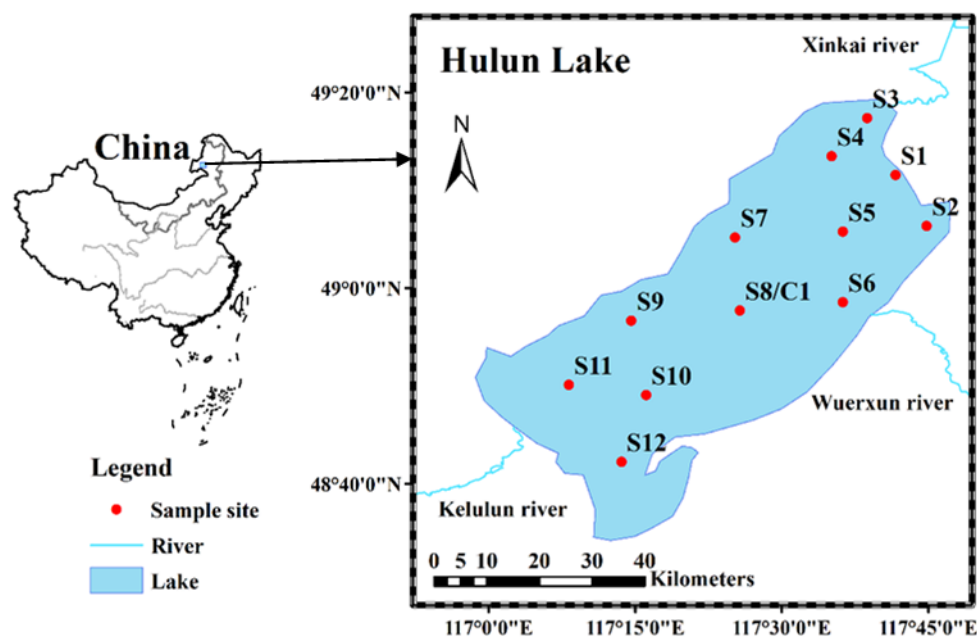 China
Legend
Sample site
River
Lake
Hulun Lake
N
Xinkai river
S3
S4
S1
S2
S7
S5
S8/C1
S6
S9
S11
S10
S12
Wuerxun river
Kelulun river
0 5 10 20 30 40
Kilometers
49°20'0"N
49°0'0"N
48°40'0"N
117°0'0"E 117°15'0"E 117°30'0"E 117°45'0"E